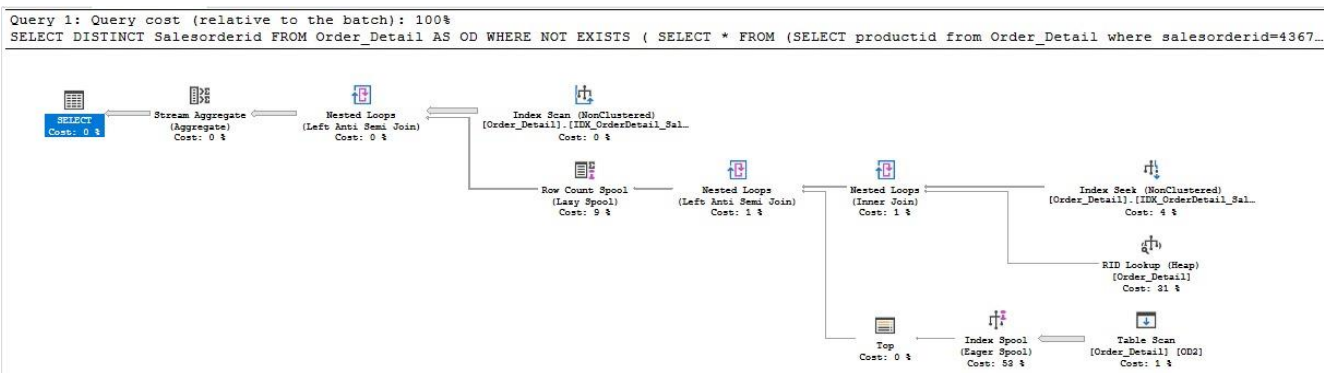 Query 1: Query cost (relative to the batch): 100%
SELECT DISTINCT Salesorderid FROM Order_Detail AS OD WHERE NOT EXISTS ( SELECT * FROM (SELECT productid from Order_Detail where salesorderid=4367…
SELECT
Cost: 0 %
Stream Aggregate
(Aggregate)
Cost: 0 %
Nested Loops
(Left Anti Semi Join)
Cost: 0 %
Index Scan (NonClustered)
[Order_Detail].[IDX_OrderDetail_Sal…
Cost: 0 %
Row Count Spool
(Lazy Spool)
Cost: 9 %
Nested Loops
(Left Anti Semi Join)
Cost: 1 %
Nested Loops
(Inner Join)
Cost: 1 %
Index Seek (NonClustered)
[Order_Detail].[IDX_OrderDetail_Sal…
Cost: 4 %
RID Lookup (Heap)
[Order_Detail]
Cost: 31 %
Top
Cost: 0 %
Index Spool
(Eager Spool)
Cost: 53 %
Table Scan
[Order_Detail] [OD2]
Cost: 1 %